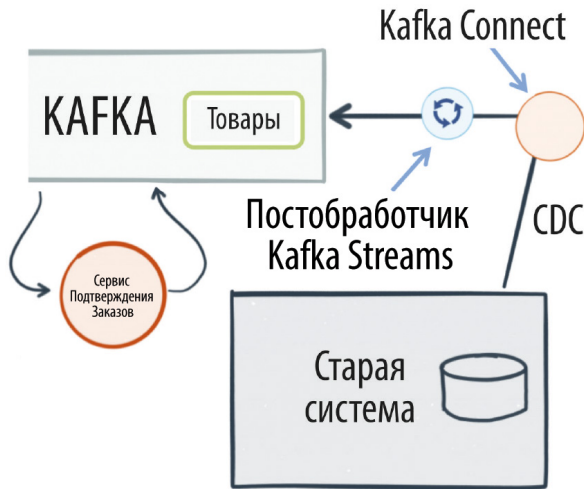 Kafka Connect
KAFKA
Товары
Постобработчик
Kafka Streams
CDC
Сервис
Подтверждения
Заказов
Старая
система